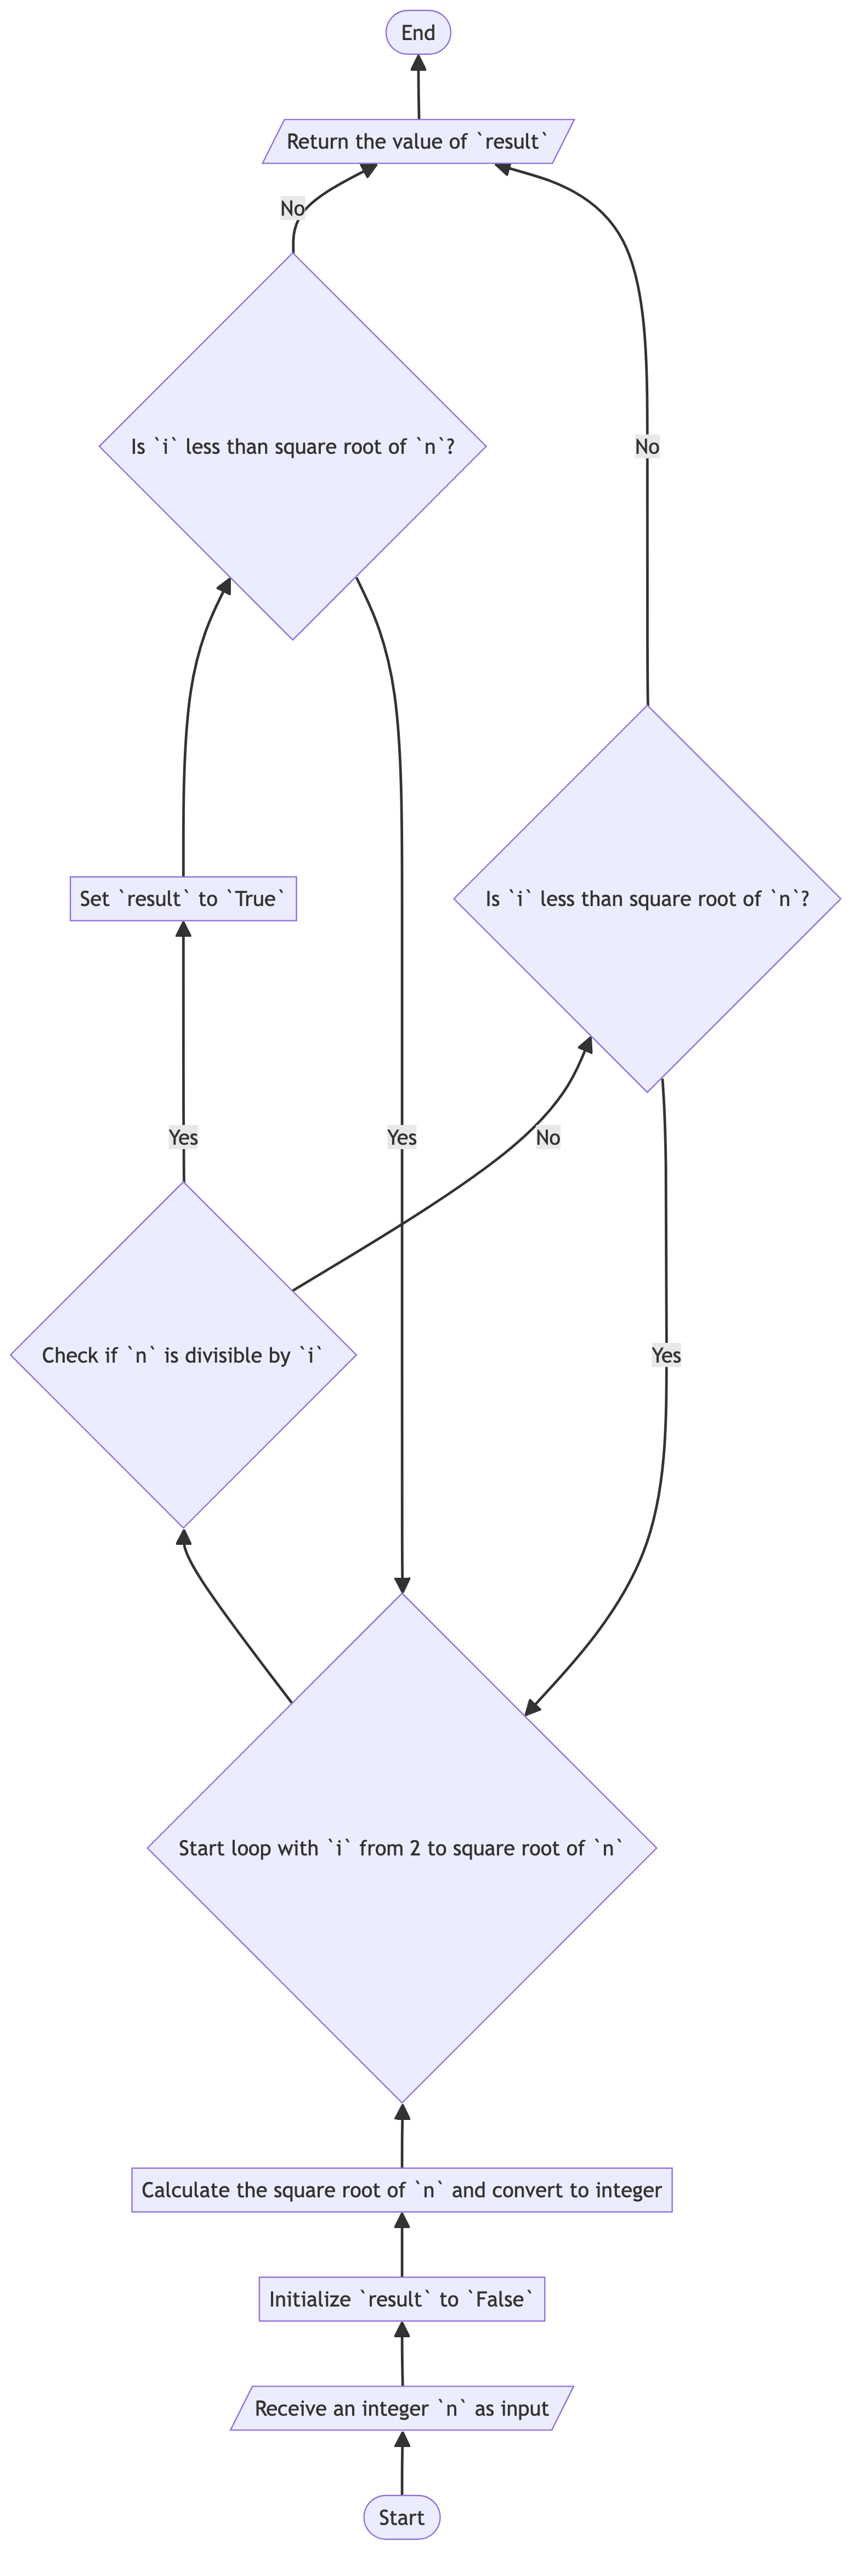 End
Return the value of `result`
No
Is `i` less than square root of `n`?
No
Set `result` to `True`
Is `i` less than square root of `n`?
Yes
Yes
No
Check if `n` is divisible by `i`
Yes
Start loop with `i` from 2 to square root of `n`
Calculate the square root of `n` and convert to integer
Initialize `result` to `False`
Receive an integer `n` as input
Start